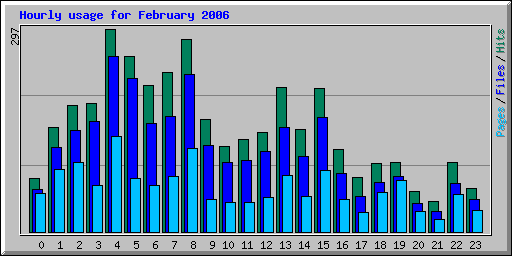 Hourly usage for February 2006
297
Pages / Files / Hits
0 1 2 3 4 5 6 7 8 9 10 11 12 13 14 15 16 17 18 19 20 21 22 23